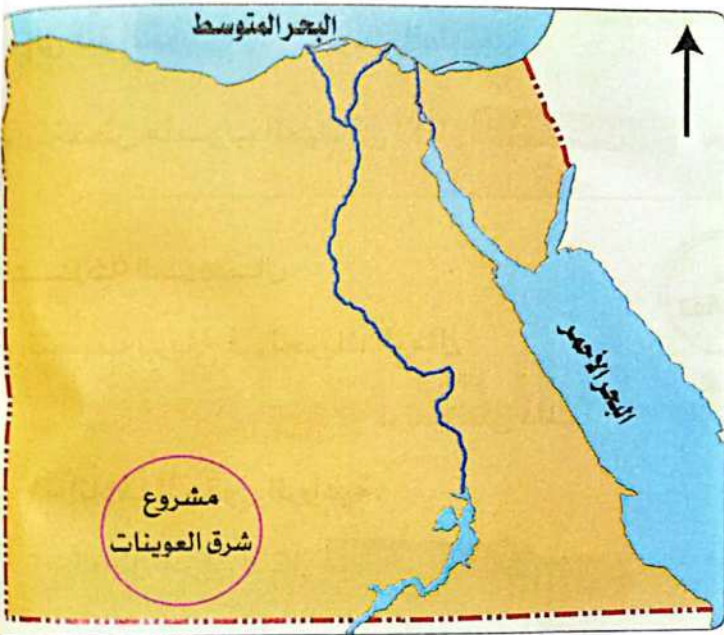 البحر المتوسط
البحر الأحمر
مشروع
شرق العوينات